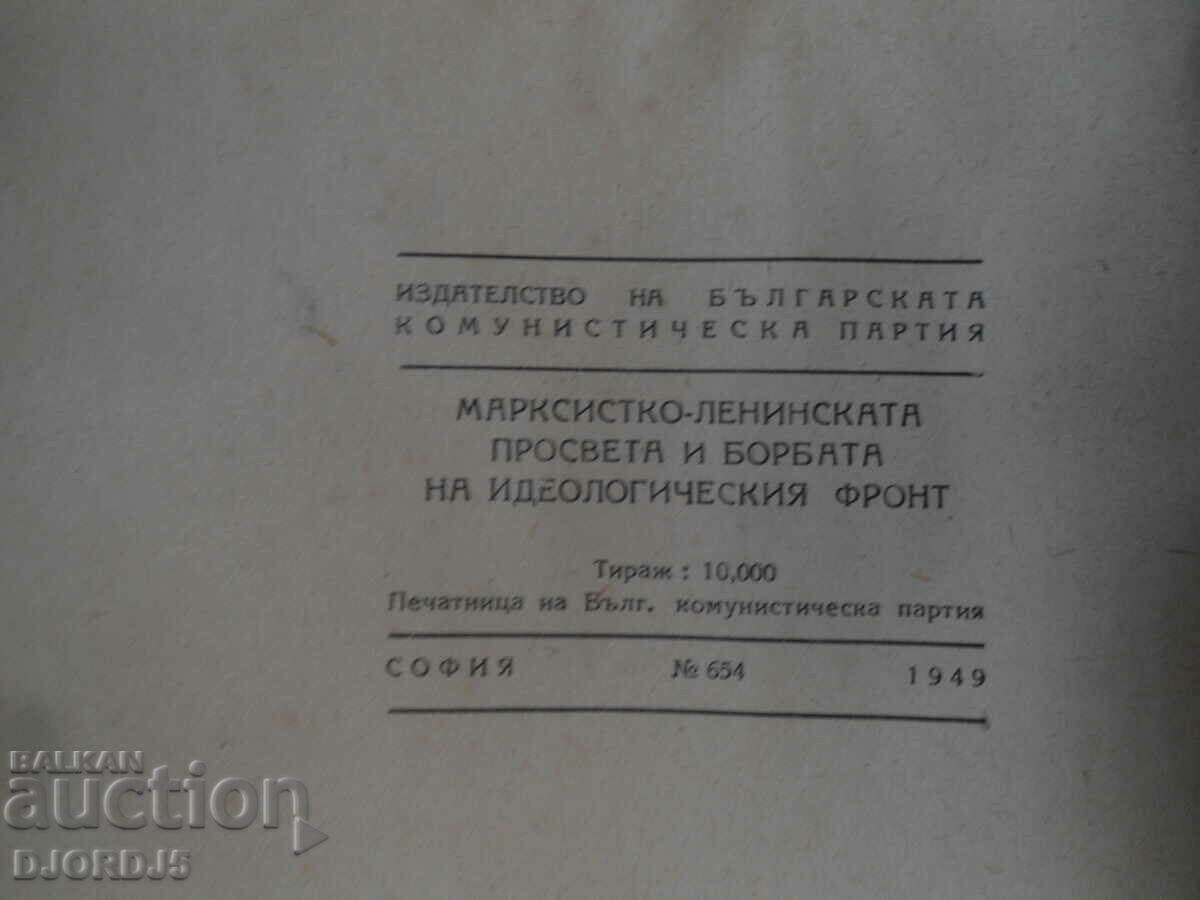 ИЗДАТЕЛСТВО НА БЪЛГАРСКАТА
КОМУНИСТИЧЕСКА ПАРТИЯ
МАРКСИСТКО-ЛЕНИНСКАТА
ПРОСВЕТА И БОРБАТА
НА ИДЕОЛОГИЧЕСКИЯ ФРОНТ
Тираж : 10,000
Печатница на Бълг. комунистическа партия
СОФИЯ № 654 1949
BALKAN
auction
DJORDJ5